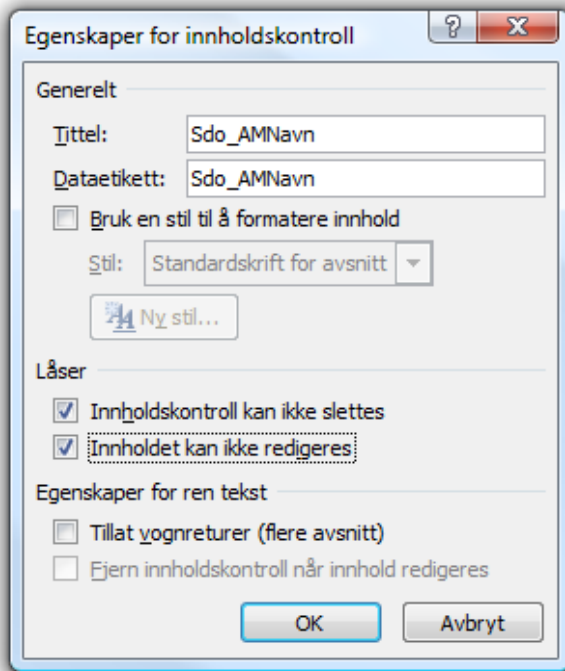 Egenskaper for innholdskontroll
Generelt
Tittel: Sdo_AMNavn
Dataetikett: Sdo_AMNavn
Bruk en stil til å formatere innhold
Stil: Standardskrift for avsnitt
Ny stil...
Låser
Innholdskontroll kan ikke slettes
Innholdet kan ikke redigeres
Egenskaper for ren tekst
Tillat vognreturer (flere avsnitt)
Fjern innholdskontroll når innhold redigeres
OK Avbryt